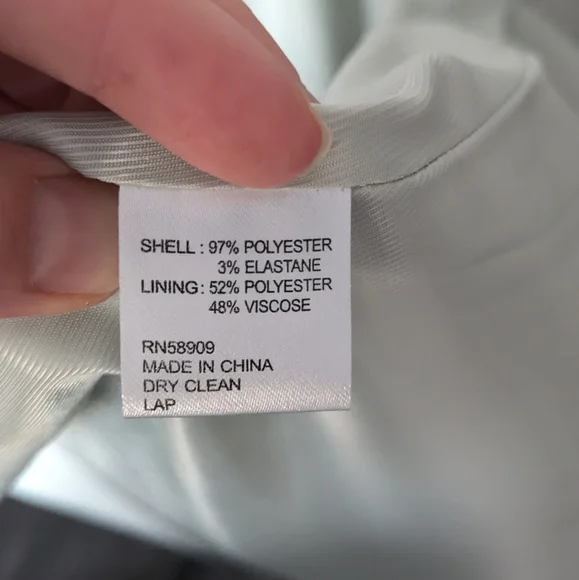 SHELL : 97% POLYESTER
3% ELASTANE
LINING: 52% POLYESTER
48% VISCOSE
RN58909
MADE IN CHINA
DRY CLEAN
LAP